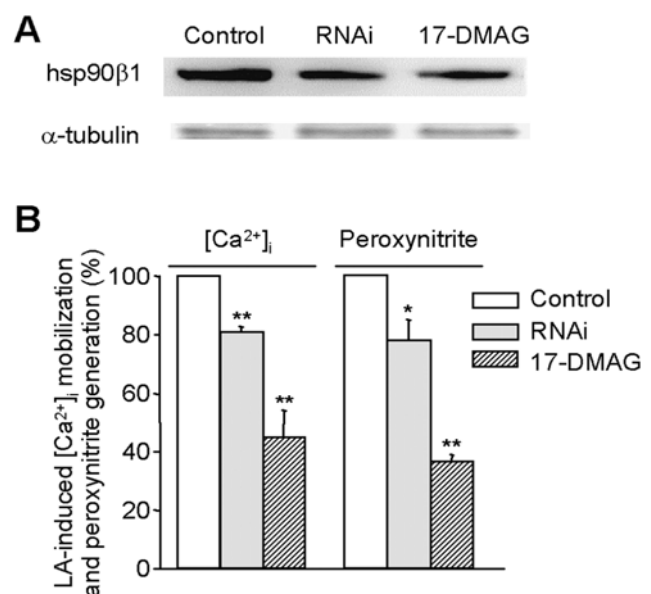 A
Control RNAi 17-DMAG
hsp90β1
α-tubulin
B
[Ca²⁺]ᵢ Peroxynitrite
LA-induced [Ca²⁺]ᵢ mobilization
and peroxynitrite generation (%)
100
80
60
40
20
0
** ** * **
Control
RNAi
17-DMAG